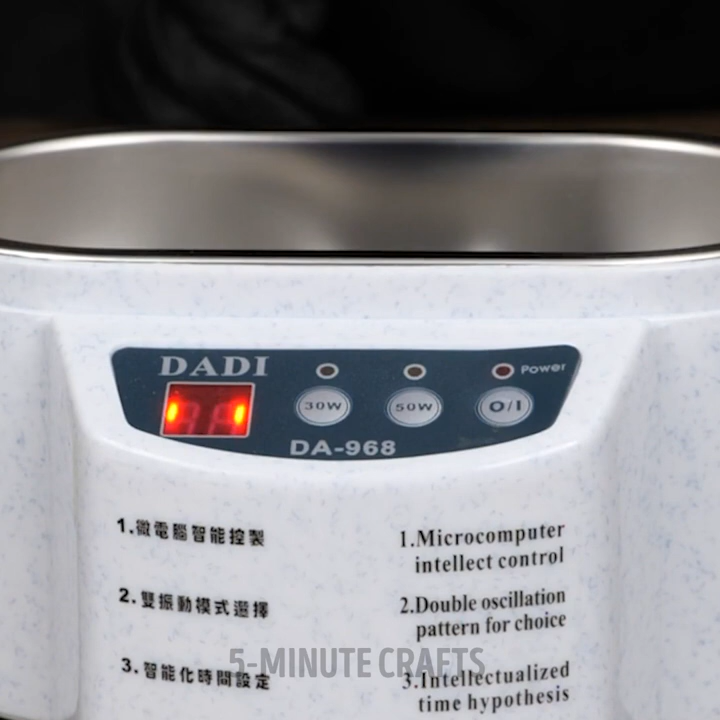 DADI
Power
30W
50W
O/I
DA-968
1.微電腦智能控製
2.雙振動模式選擇
3.智能化時間設定
1.Microcomputer
intellect control
2.Double oscillation
pattern for choice
3.Intellectualized
time hypothesis
5-MINUTE CRAFTS